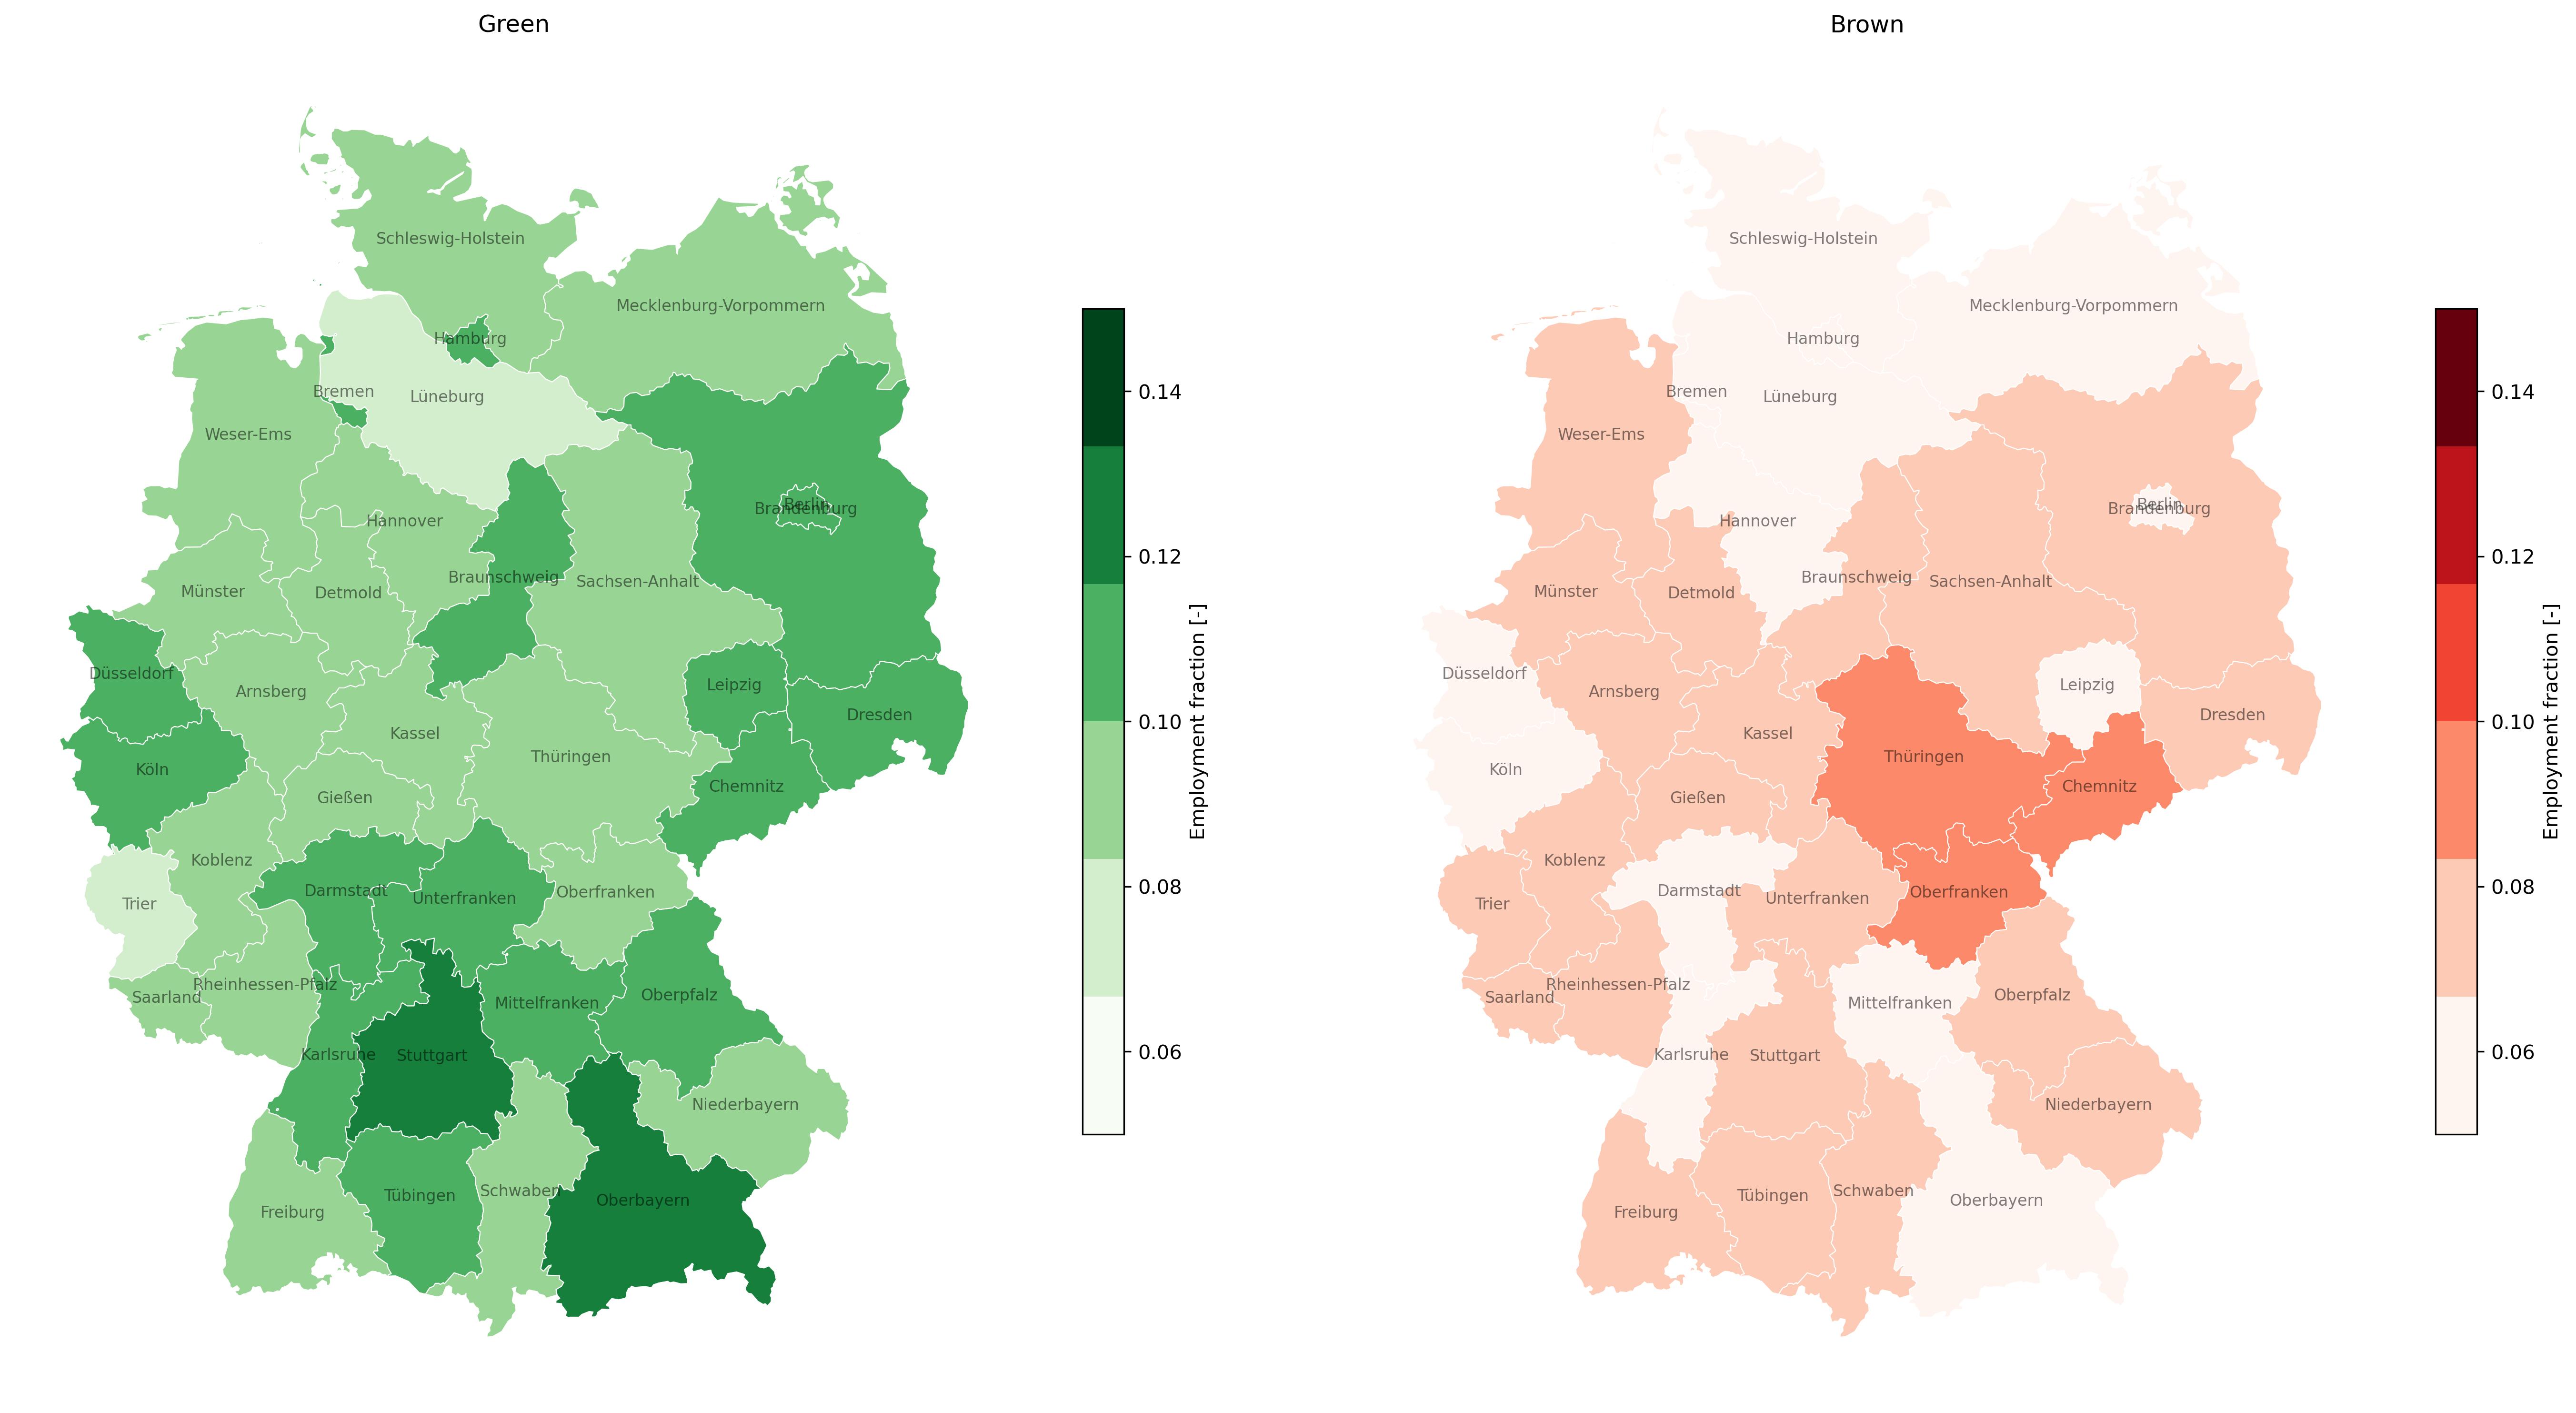 Green
Schleswig-Holstein
Mecklenburg-Vorpommern
Hamburg
Bremen
Lüneburg
Weser-Ems
Berlin
Brandenburg
Hannover
Braunschweig
Sachsen-Anhalt
Münster
Detmold
Düsseldorf
Leipzig
Arnsberg
Dresden
Kassel
Thüringen
Köln
Chemnitz
Gießen
Koblenz
Darmstadt
Oberfranken
Unterfranken
Trier
Rheinhessen-Pfalz
Saarland
Oberpfalz
Mittelfranken
Karlsruhe
Stuttgart
Niederbayern
Schwaben
Tübingen
Oberbayern
Freiburg
0.14
0.12
0.10
0.08
0.06
Employment fraction [-]
Brown
Schleswig-Holstein
Mecklenburg-Vorpommern
Hamburg
Bremen
Lüneburg
Weser-Ems
Berlin
Brandenburg
Hannover
Braunschweig
Sachsen-Anhalt
Münster
Detmold
Düsseldorf
Leipzig
Arnsberg
Dresden
Kassel
Thüringen
Köln
Chemnitz
Gießen
Koblenz
Darmstadt
Oberfranken
Unterfranken
Trier
Rheinhessen-Pfalz
Saarland
Oberpfalz
Mittelfranken
Karlsruhe
Stuttgart
Niederbayern
Schwaben
Tübingen
Oberbayern
Freiburg
0.14
0.12
0.10
0.08
0.06
Employment fraction [-]